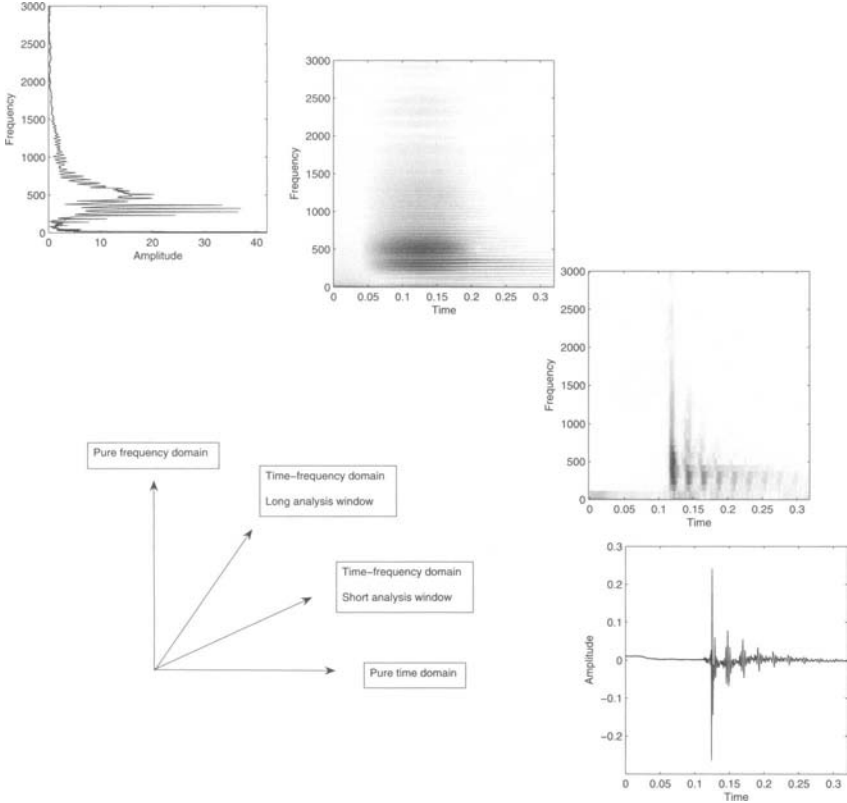 3000
2500
2000
1500
1000
500
0
Frequency
0 10 20 30 40
Amplitude
3000
2500
2000
1500
1000
500
0
Frequency
0 0.05 0.1 0.15 0.2 0.25 0.3
Time
3000
2500
2000
1500
1000
500
0
Frequency
0 0.05 0.1 0.15 0.2 0.25 0.3
Time
Pure frequency domain
Time–frequency domain
Long analysis window
Time–frequency domain
Short analysis window
Pure time domain
0.3
0.2
0.1
0
−0.1
−0.2
Amplitude
0 0.05 0.1 0.15 0.2 0.25 0.3
Time